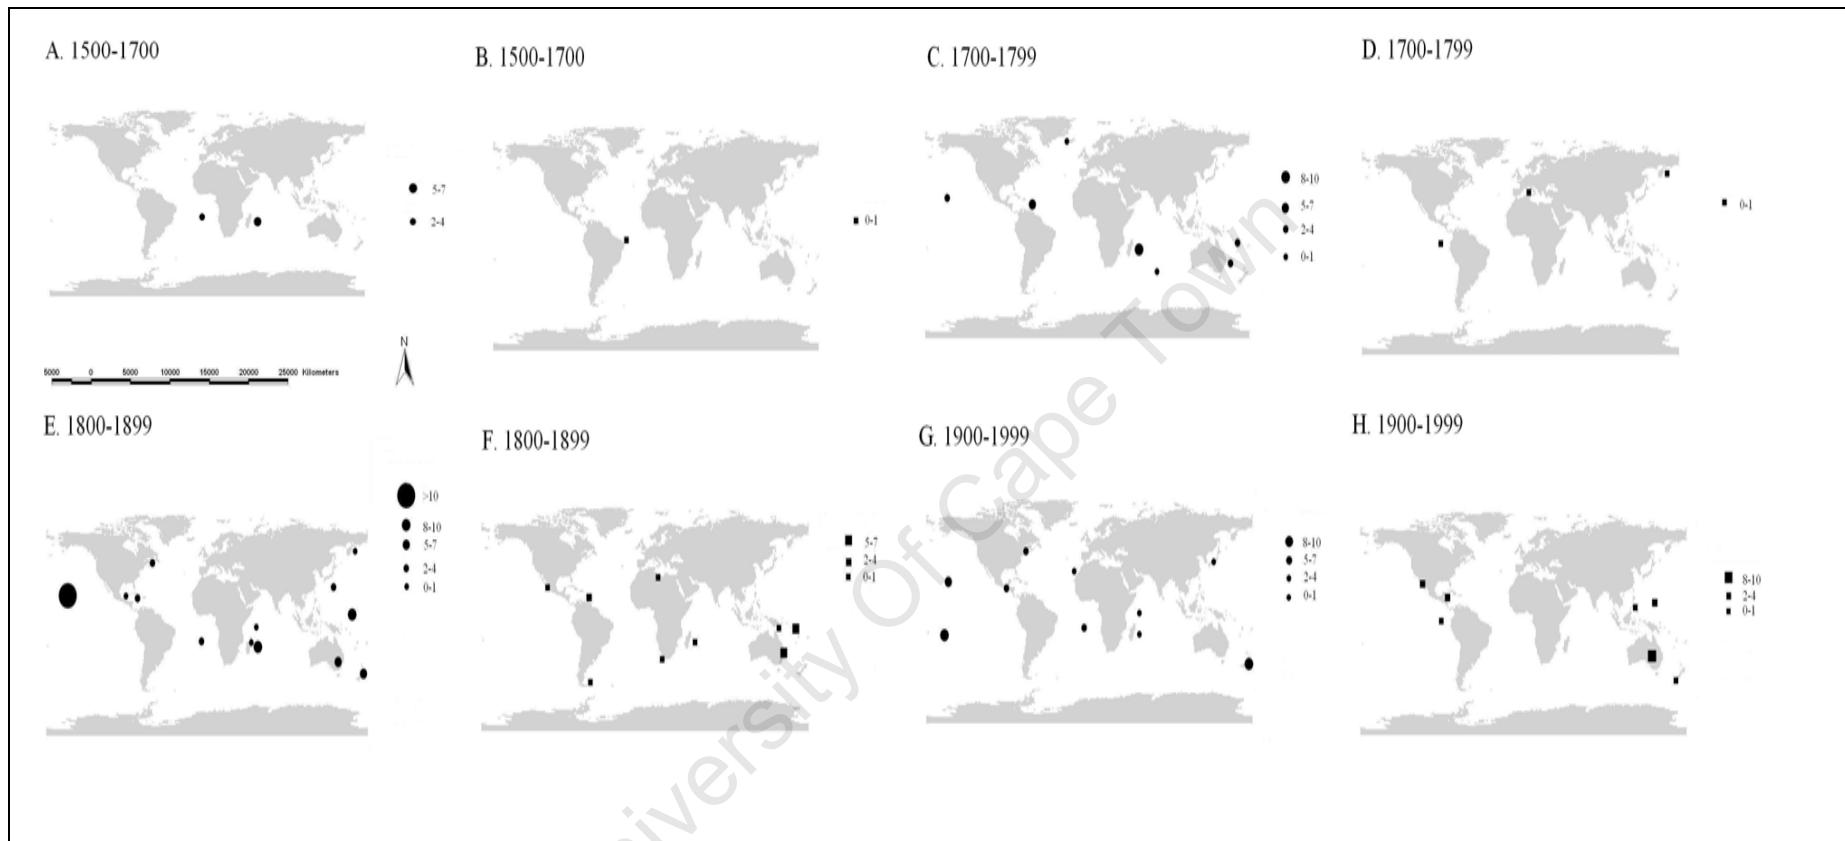 A. 1500-1700
5-7
2-4
B. 1500-1700
0-1
C. 1700-1799
8-10
5-7
2-4
0-1
D. 1700-1799
0-1
N
5000 0 5000 10000 15000 20000 25000 Kilometers
E. 1800-1899
>10
8-10
5-7
2-4
0-1
F. 1800-1899
5-7
2-4
0-1
G. 1900-1999
8-10
5-7
2-4
0-1
H. 1900-1999
8-10
2-4
0-1
University Of Cape Town